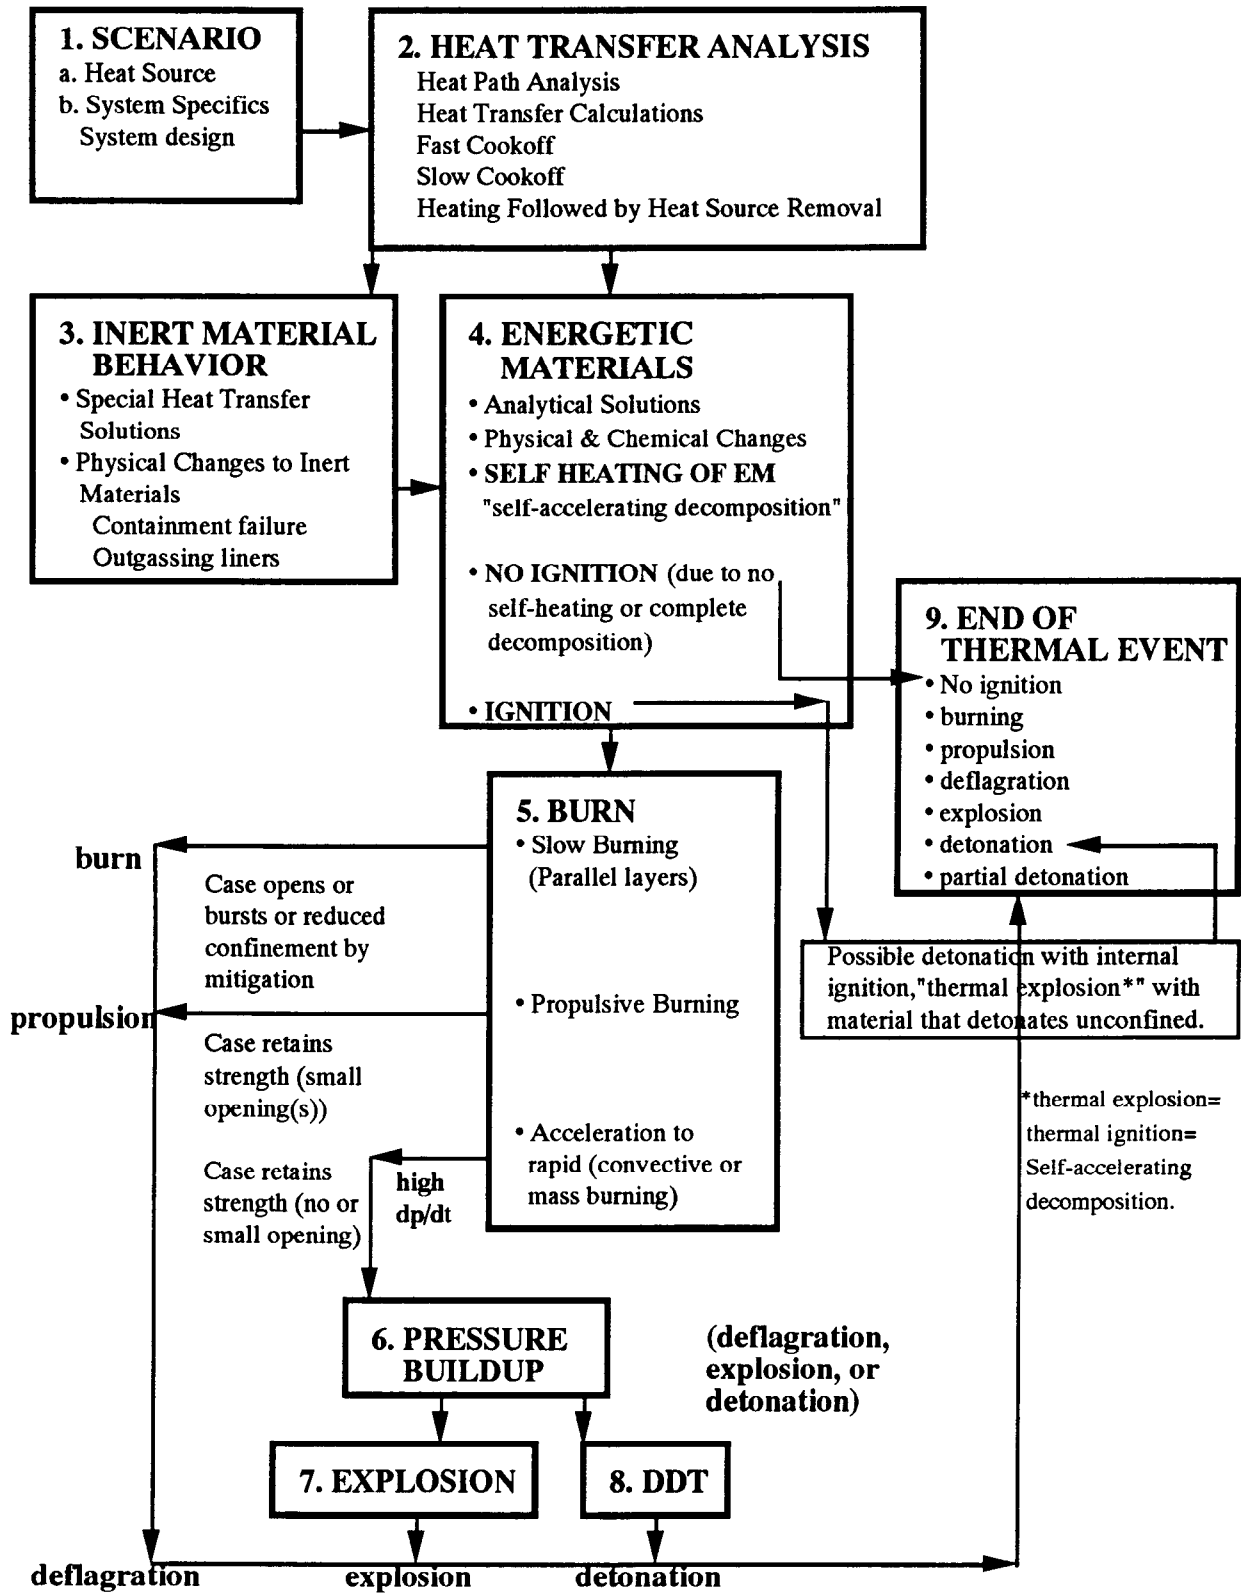 1. SCENARIO
a. Heat Source
b. System Specifics
System design
2. HEAT TRANSFER ANALYSIS
Heat Path Analysis
Heat Transfer Calculations
Fast Cookoff
Slow Cookoff
Heating Followed by Heat Source Removal
3. INERT MATERIAL
BEHAVIOR
• Special Heat Transfer
Solutions
• Physical Changes to Inert
Materials
Containment failure
Outgassing liners
4. ENERGETIC
MATERIALS
• Analytical Solutions
• Physical & Chemical Changes
• SELF HEATING OF EM
"self-accelerating decomposition"
• NO IGNITION (due to no
self-heating or complete
decomposition)
• IGNITION
9. END OF
THERMAL EVENT
• No ignition
• burning
• propulsion
• deflagration
• explosion
• detonation
• partial detonation
5. BURN
• Slow Burning
(Parallel layers)
• Propulsive Burning
• Acceleration to
rapid (convective or
mass burning)
burn
Case opens or
bursts or reduced
confinement by
mitigation
propulsion
Case retains
strength (small
opening(s))
Case retains
strength (no or
small opening)
high
dp/dt
Possible detonation with internal
ignition,"thermal explosion*" with
material that detonates unconfined.
*thermal explosion=
thermal ignition=
Self-accelerating
decomposition.
6. PRESSURE
BUILDUP
(deflagration,
explosion, or
detonation)
7. EXPLOSION
8. DDT
deflagration
explosion
detonation